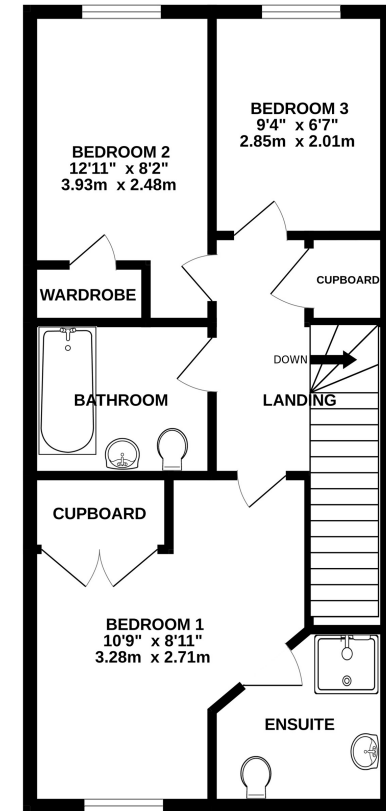 BEDROOM 3
9'4" x 6'7"
2.85m x 2.01m
BEDROOM 2
12'11" x 8'2"
3.93m x 2.48m
CUPBOARD
WARDROBE
DOWN
BATHROOM
LANDING
CUPBOARD
BEDROOM 1
10'9" x 8'11"
3.28m x 2.71m
ENSUITE